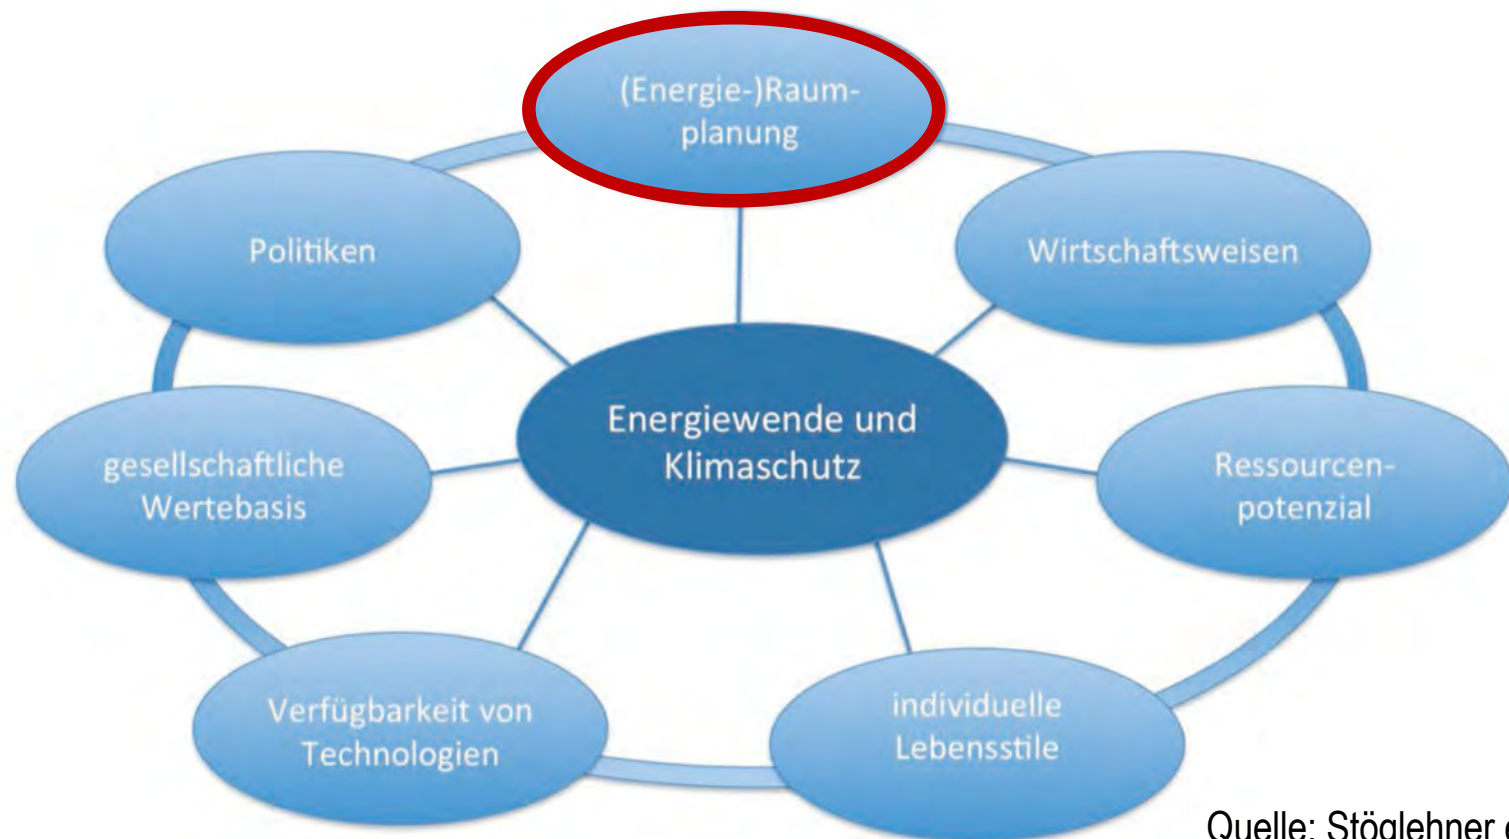 (Energie-)Raum-
planung
Politiken
Wirtschaftsweisen
Energiewende und
Klimaschutz
gesellschaftliche
Wertebasis
Ressourcen-
potenzial
Verfügbarkeit von
Technologien
individuelle
Lebensstile
Quelle: Stöglehner